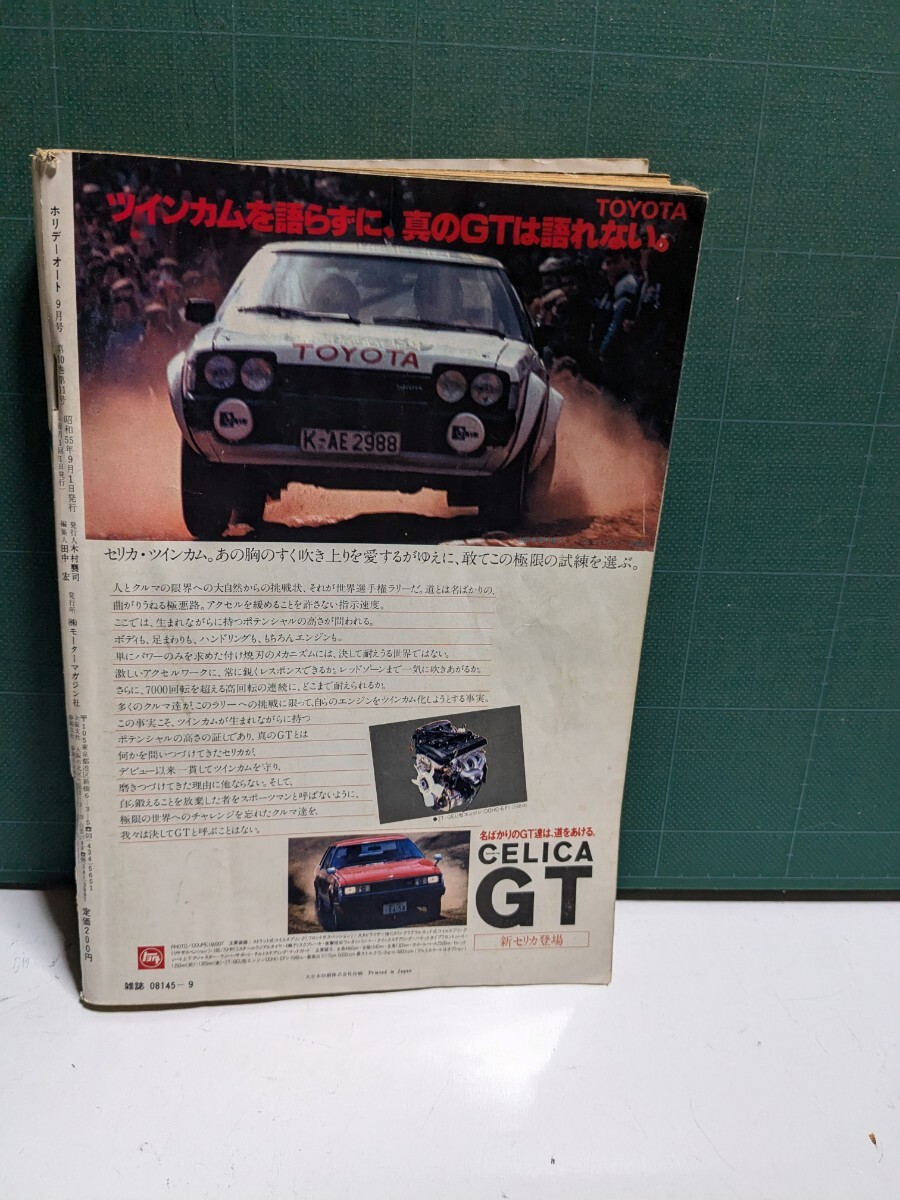 TOYOTA
ツインカムを語らずに、真のGTは語れない。
TOYOTA
TOYOTA
K-AE 2988
セリカ・ツインカム。あの胸のすく吹き上りを愛するがゆえに、敢てこの極限の試練を選ぶ。
人とクルマの限界への大自然からの挑戦状、それが世界選手権ラリーだ。道とは名ばかりの、
曲がりうねる極悪路。アクセルを緩めることを許さない指示速度。
ここでは、生まれながらに持つポテンシャルの高さが問われる。
ボディも、足まわりも、ハンドリングも、もちろんエンジンも。
単にパワーのみを求めた付け焼刃のメカニズムには、決して耐えうる世界ではない。
激しいアクセルワークに、常に鋭くレスポンスできるか。レッドゾーンまで一気に吹きあがるか。
さらに、7000回転を超える高回転の連続に、どこまで耐えられるか。
多くのクルマ達が、このラリーへの挑戦に限って、自らのエンジンをツインカム化しようとする事実。
この事実こそ、ツインカムが生まれながらに持つ
ポテンシャルの高さの証しであり、真のGTとは
何かを問いつづけてきたセリカが、
デビュー以来一貫してツインカムを守り、
磨きつづけてきた理由に他ならない。そして、
自ら鍛えることを放棄した者をスポーツマンと呼ばないように、
極限の世界へのチャレンジを忘れたクルマ達を、
我々は決してGTと呼ぶことはない。
名ばかりのGT達は、道をあける。
CELICA
GT
新セリカ登場
大日本印刷株式会社印刷 Printed in Japan
雑誌 08145-9
ホリデーオート 9月号 第10巻第11号 昭和55年9月1日発行
発行人 木村襄司
編集人 田中 宏
発行所 ㈱モーターマガジン社
定価200円